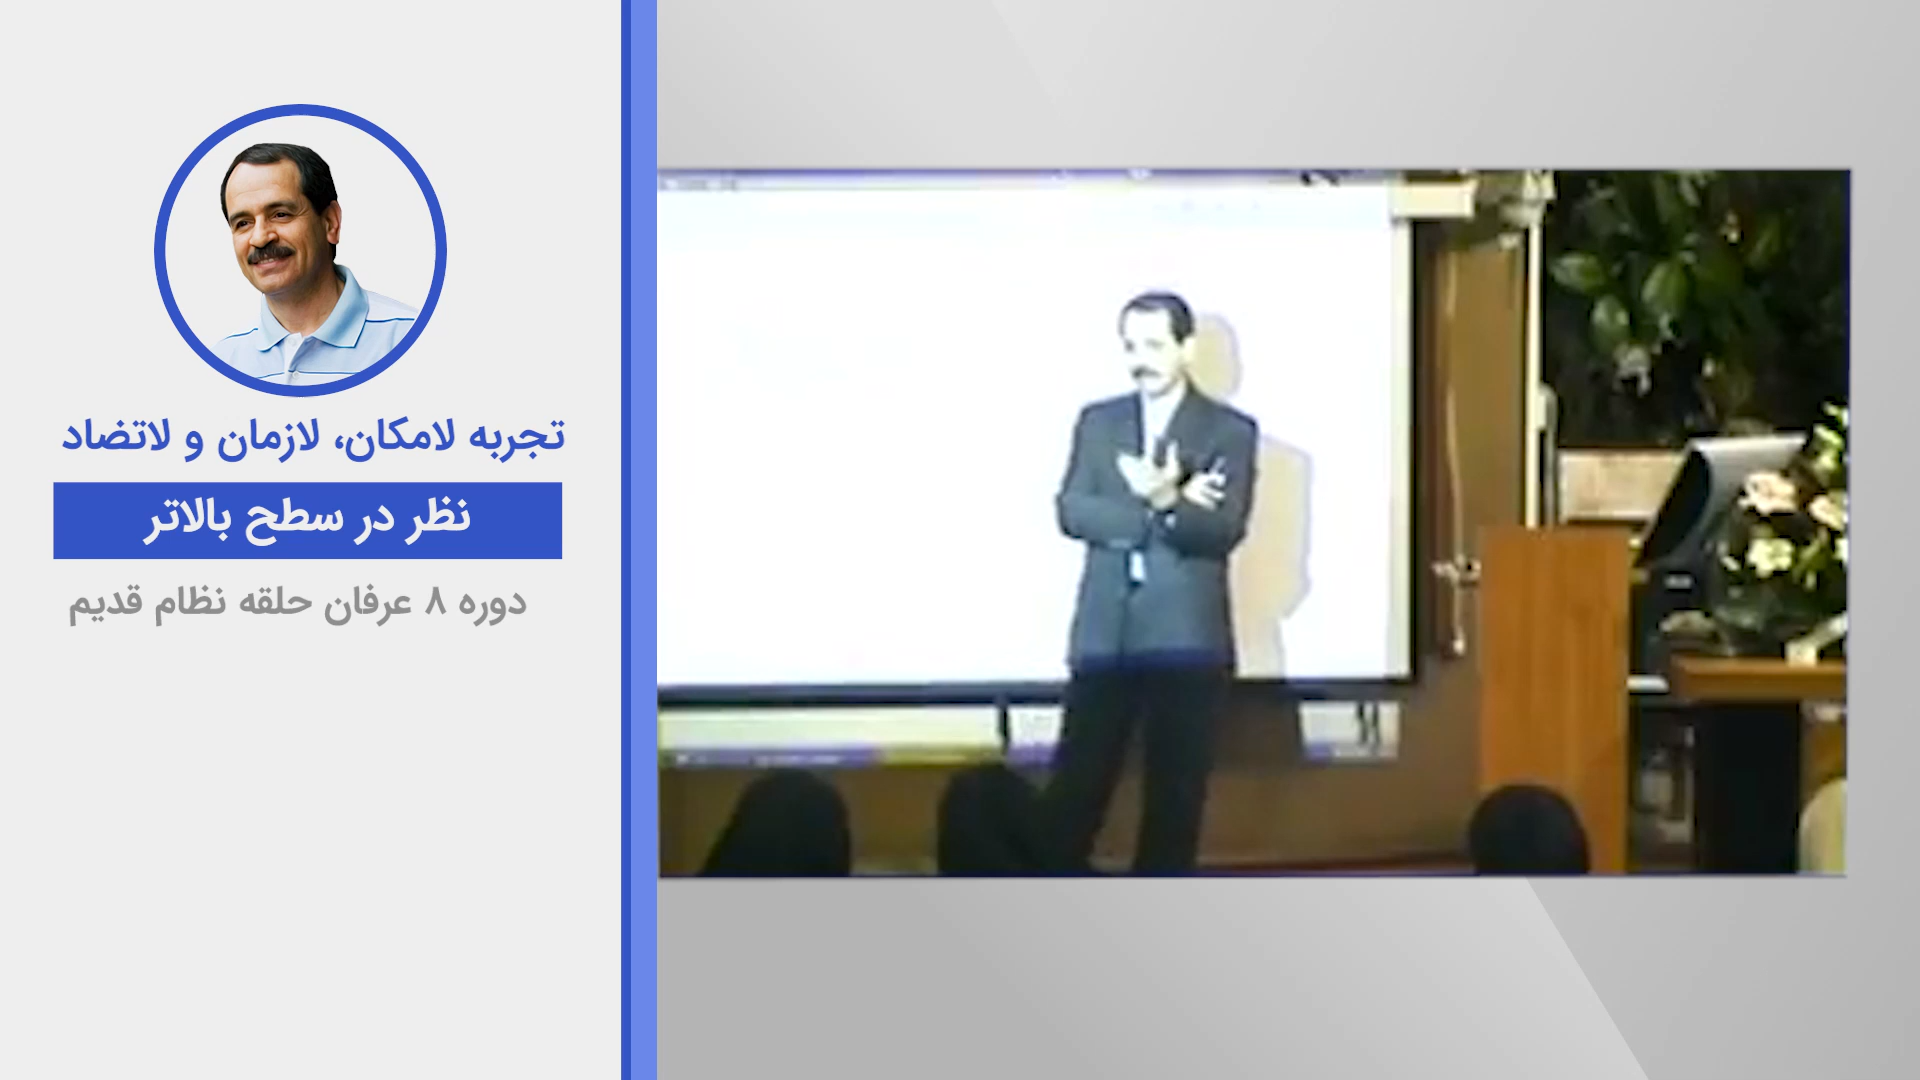 تجربه لامکان، لازمان و لاتضاد
نظر در سطح بالاتر
دوره ۸ عرفان حلقه نظام قدیم